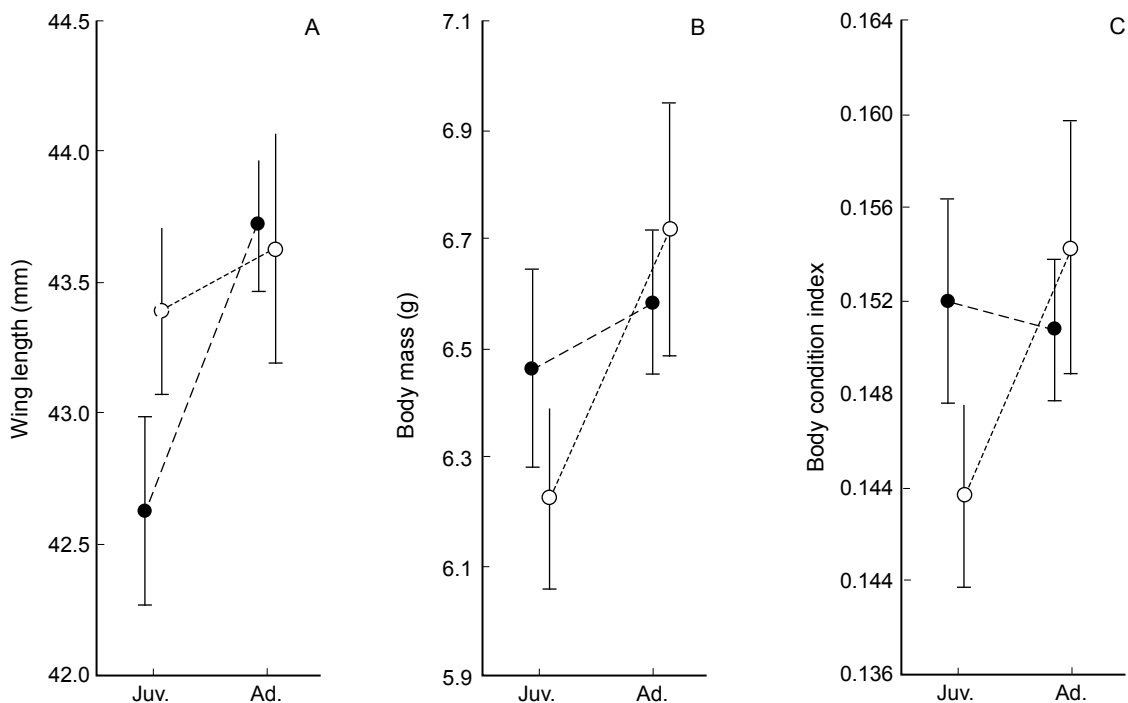 A
Wing length (mm)
44.5
44.0
43.5
43.0
42.5
42.0
Juv. Ad.
B
Body mass (g)
7.1
6.9
6.7
6.5
6.3
6.1
5.9
Juv. Ad.
C
Body condition index
0.164
0.160
0.156
0.152
0.148
0.144
0.144
0.136
Juv. Ad.